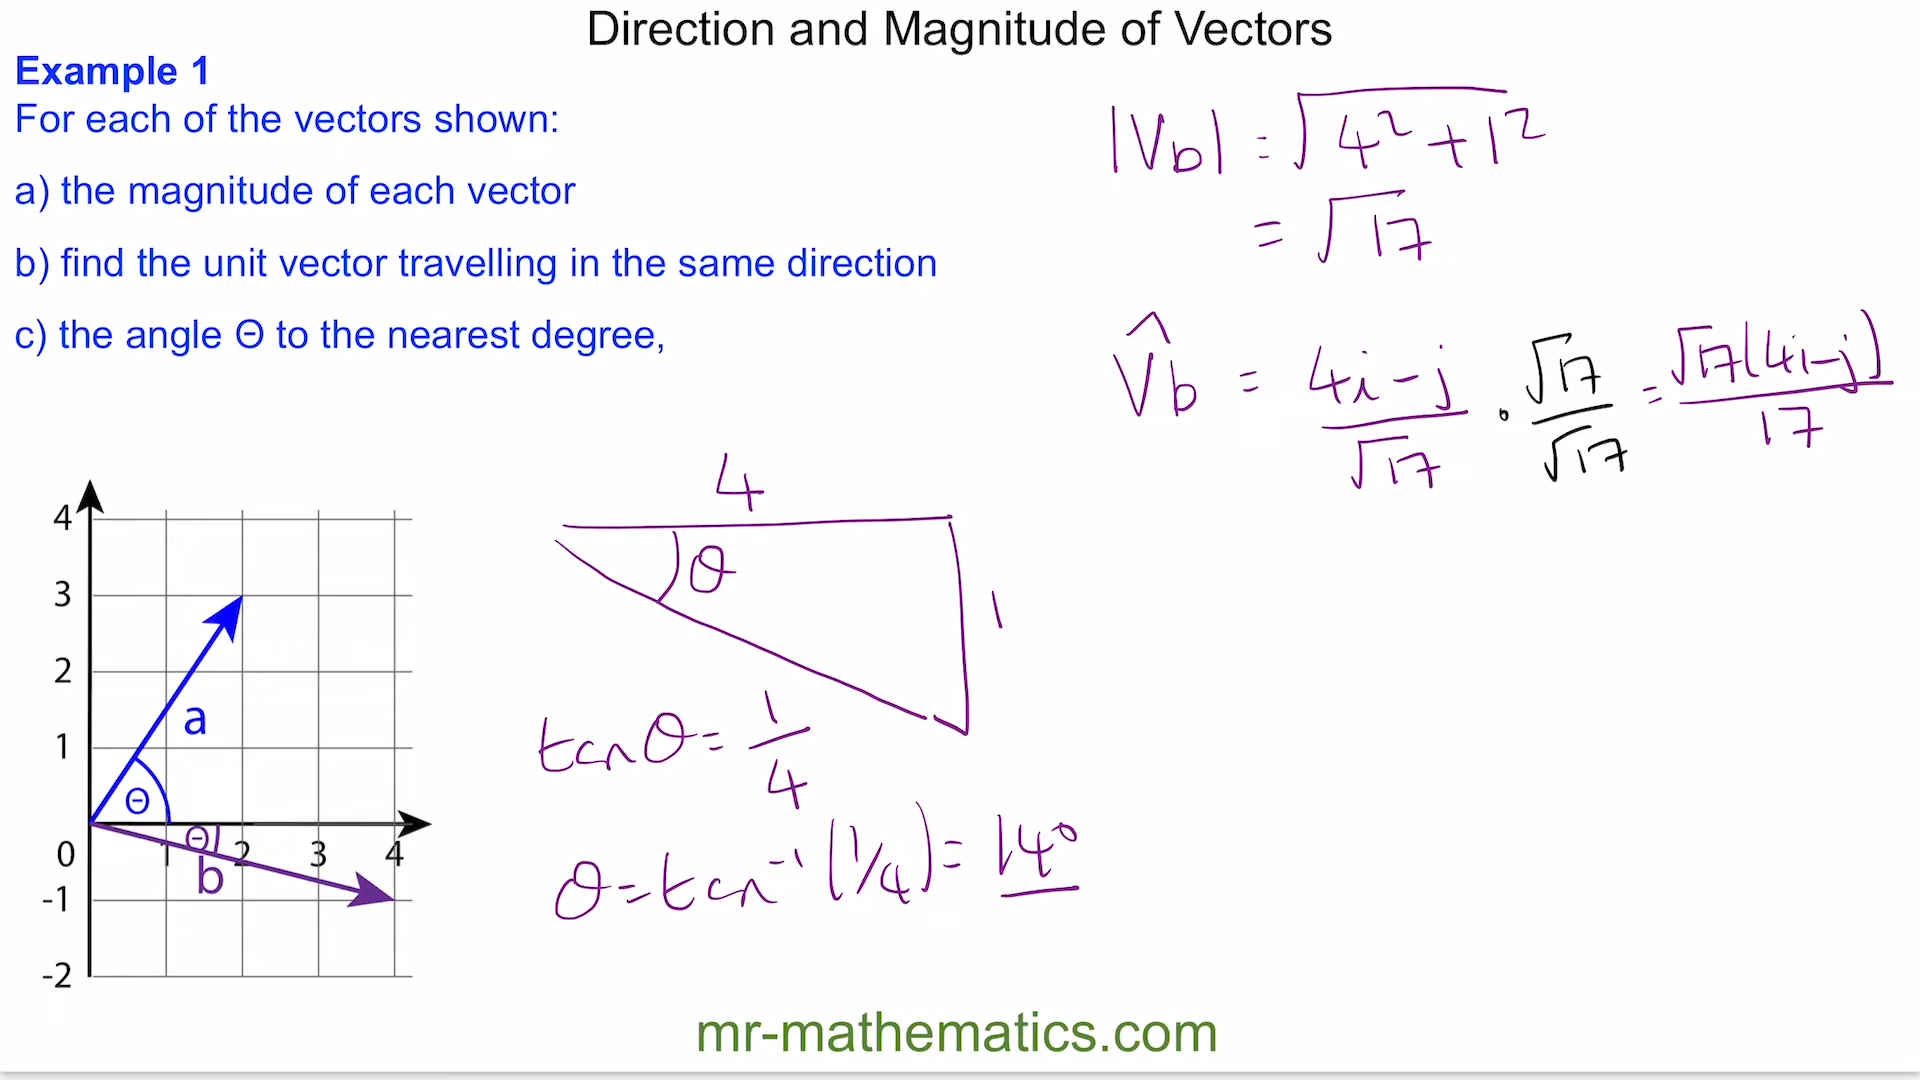 Direction and Magnitude of Vectors
Example 1
For each of the vectors shown:
a) the magnitude of each vector
b) find the unit vector travelling in the same direction
c) the angle Θ to the nearest degree,
|V_b| = √(4² + 1²)
= √17
V̂_b = (4i - j)/√17 · √17/√17 = √17(4i - j)/17
4
θ
1
tan θ = 1/4
θ = tan⁻¹(1/4) = 14°
4
3
2
1
0
-1
-2
a
Θ
Θ
b
1 2 3 4
mr-mathematics.com